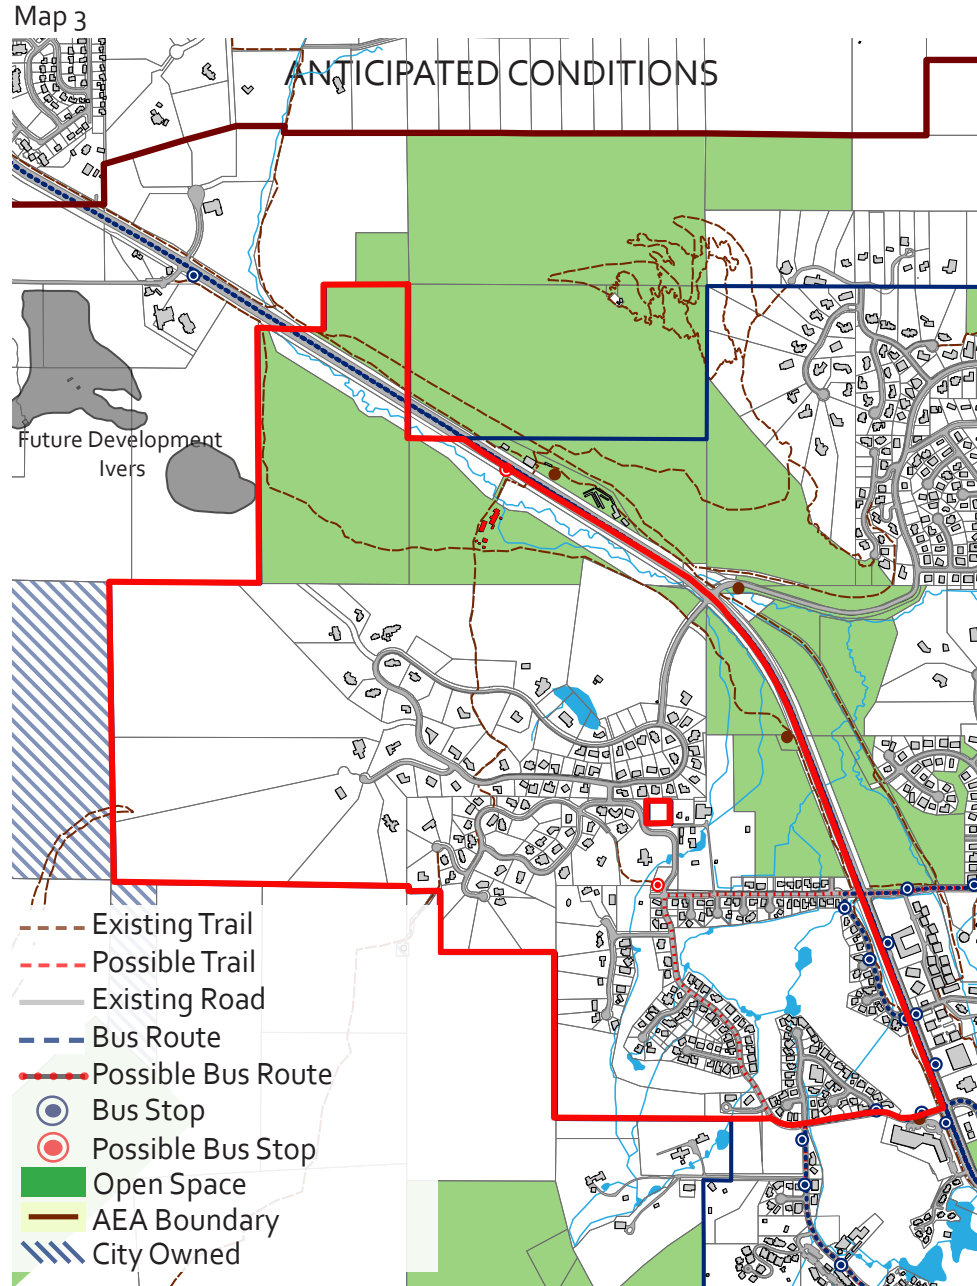 Map 3
ANTICIPATED CONDITIONS
Future Development
Ivers
Existing Trail
Possible Trail
Existing Road
Bus Route
Possible Bus Route
Bus Stop
Possible Bus Stop
Open Space
AEA Boundary
City Owned